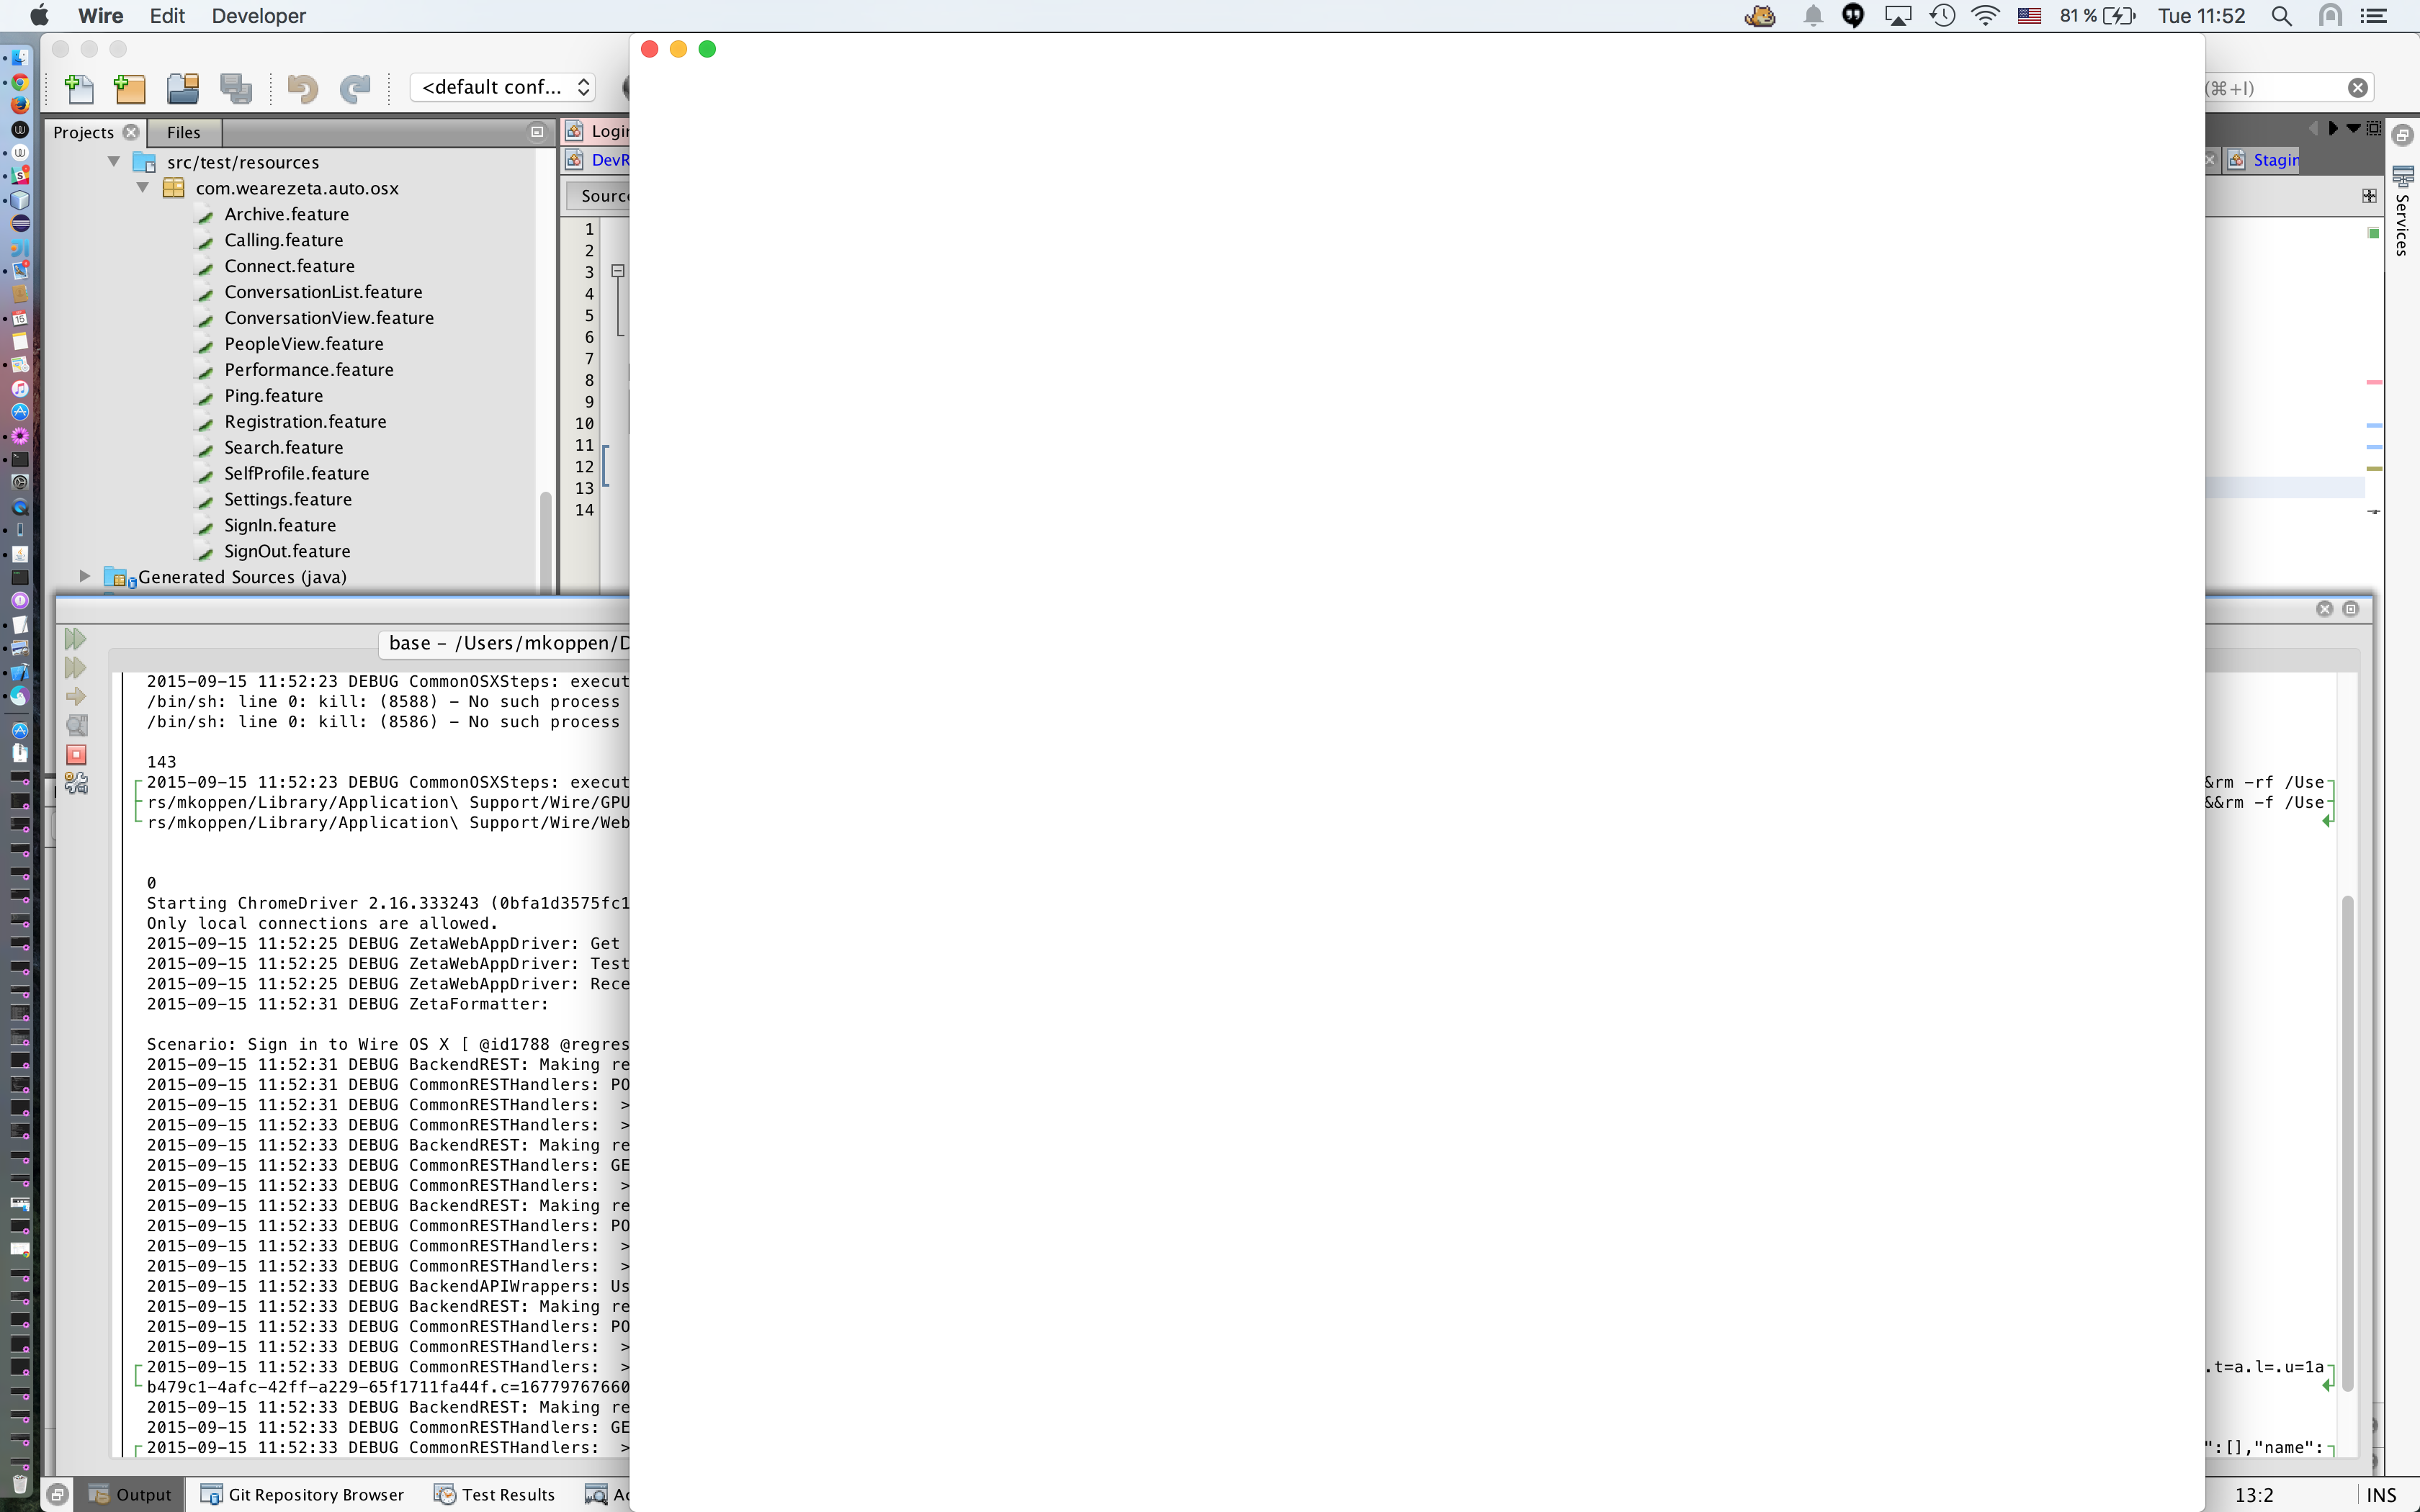 Wire Edit Developer
81 % Tue 11:52
<default conf...
(⌘+I)
Projects Files
src/test/resources
com.wearezeta.auto.osx
Archive.feature
Calling.feature
Connect.feature
ConversationList.feature
ConversationView.feature
PeopleView.feature
Performance.feature
Ping.feature
Registration.feature
Search.feature
SelfProfile.feature
Settings.feature
SignIn.feature
SignOut.feature
Generated Sources (java)
Login
DevR
Source
1
2
3
4
5
6
7
8
9
10
11
12
13
14
Stagin
Services
base - /Users/mkoppen/D
2015-09-15 11:52:23 DEBUG CommonOSXSteps: execut
/bin/sh: line 0: kill: (8588) - No such process
/bin/sh: line 0: kill: (8586) - No such process
143
2015-09-15 11:52:23 DEBUG CommonOSXSteps: execut
&rm -rf /Use
rs/mkoppen/Library/Application\ Support/Wire/GPU
&&rm -f /Use
rs/mkoppen/Library/Application\ Support/Wire/Web
0
Starting ChromeDriver 2.16.333243 (0bfa1d3575fc1
Only local connections are allowed.
2015-09-15 11:52:25 DEBUG ZetaWebAppDriver: Get
2015-09-15 11:52:25 DEBUG ZetaWebAppDriver: Test
2015-09-15 11:52:25 DEBUG ZetaWebAppDriver: Rece
2015-09-15 11:52:31 DEBUG ZetaFormatter:
Scenario: Sign in to Wire OS X [ @id1788 @regres
2015-09-15 11:52:31 DEBUG BackendREST: Making re
2015-09-15 11:52:31 DEBUG CommonRESTHandlers: PO
2015-09-15 11:52:31 DEBUG CommonRESTHandlers:  >
2015-09-15 11:52:33 DEBUG CommonRESTHandlers:  >
2015-09-15 11:52:33 DEBUG BackendREST: Making re
2015-09-15 11:52:33 DEBUG CommonRESTHandlers: GE
2015-09-15 11:52:33 DEBUG CommonRESTHandlers:  >
2015-09-15 11:52:33 DEBUG BackendREST: Making re
2015-09-15 11:52:33 DEBUG CommonRESTHandlers: PO
2015-09-15 11:52:33 DEBUG CommonRESTHandlers:  >
2015-09-15 11:52:33 DEBUG CommonRESTHandlers:  >
2015-09-15 11:52:33 DEBUG BackendAPIWrappers: Us
2015-09-15 11:52:33 DEBUG BackendREST: Making re
2015-09-15 11:52:33 DEBUG CommonRESTHandlers: PO
2015-09-15 11:52:33 DEBUG CommonRESTHandlers:  >
2015-09-15 11:52:33 DEBUG CommonRESTHandlers:  >
.t=a.l=.u=1a
b479c1-4afc-42ff-a229-65f1711fa44f.c=16779767660
2015-09-15 11:52:33 DEBUG BackendREST: Making re
2015-09-15 11:52:33 DEBUG CommonRESTHandlers: GE
2015-09-15 11:52:33 DEBUG CommonRESTHandlers:  >
":[],"name":
Output Git Repository Browser Test Results Ac
13:2 INS